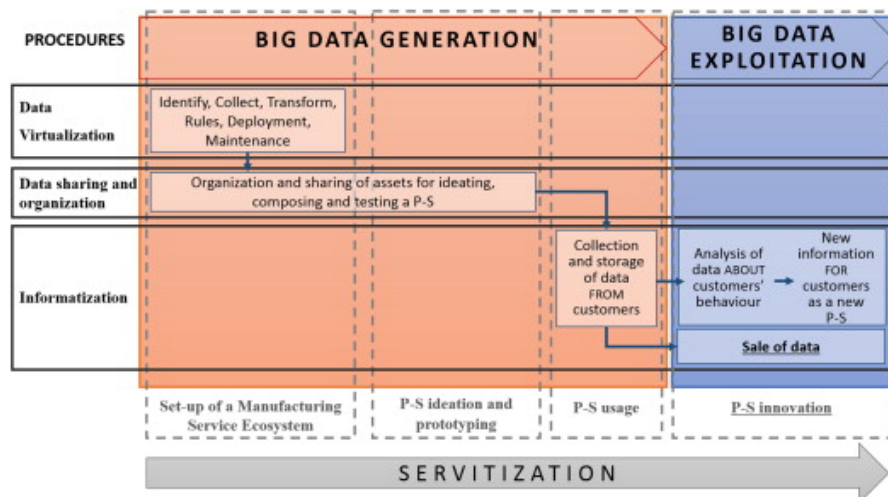 PROCEDURES
BIG DATA GENERATION
BIG DATA
EXPLOITATION
Data
Virtualization
Identify, Collect, Transform,
Rules, Deployment,
Maintenance
Data sharing and
organization
Organization and sharing of assets for ideating,
composing and testing a P-S
Informatization
Collection
and storage
of data
FROM
customers
Analysis of
data ABOUT
customers'
behaviour
New
information
FOR
customers
as a new
P-S
Sale of data
Set-up of a Manufacturing
Service Ecosystem
P-S ideation and
prototyping
P-S usage
P-S innovation
SERVITIZATION